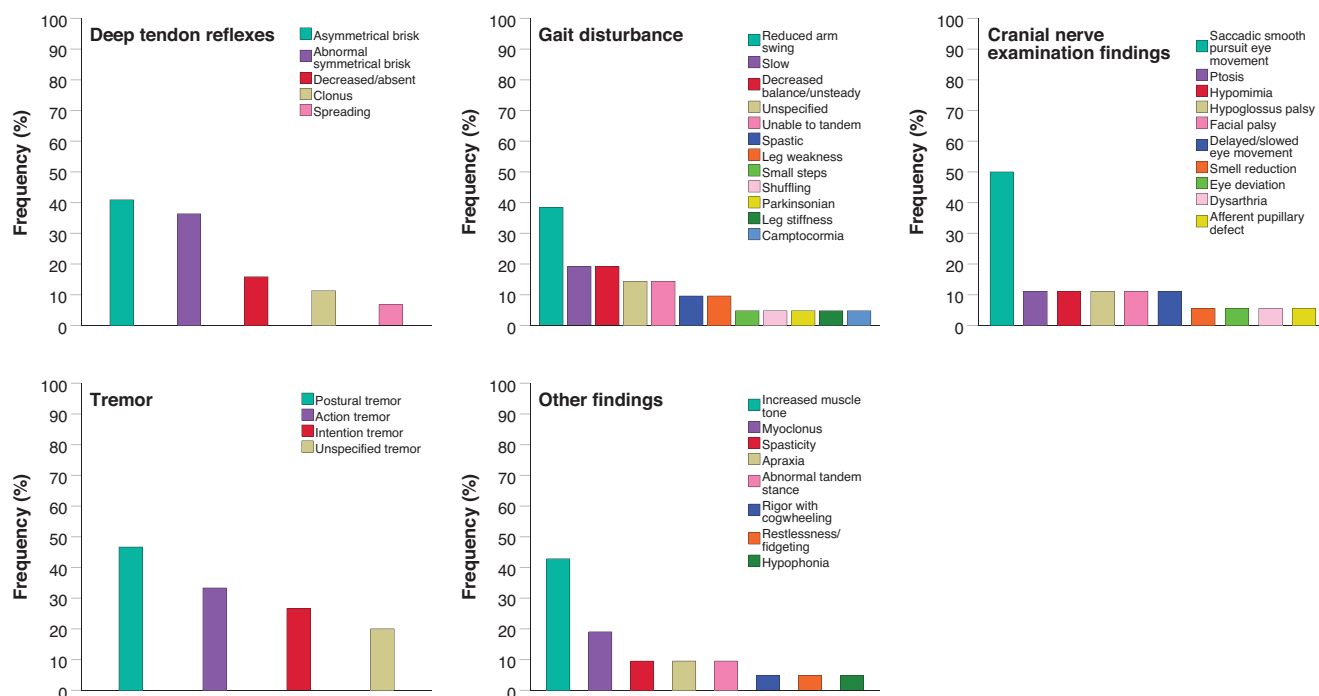 Deep tendon reflexes
Frequency (%)
100
90
80
70
60
50
40
30
20
10
0
Asymmetrical brisk
Abnormal
symmetrical brisk
Decreased/absent
Clonus
Spreading
Gait disturbance
Frequency (%)
100
90
80
70
60
50
40
30
20
10
0
Reduced arm
swing
Slow
Decreased
balance/unsteady
Unspecified
Unable to tandem
Spastic
Leg weakness
Small steps
Shuffling
Parkinsonian
Leg stiffness
Camptocormia
Cranial nerve
examination findings
Frequency (%)
100
90
80
70
60
50
40
30
20
10
0
Saccadic smooth
pursuit eye
movement
Ptosis
Hypomimia
Hypoglossus palsy
Facial palsy
Delayed/slowed
eye movement
Smell reduction
Eye deviation
Dysarthria
Afferent pupillary
defect
Tremor
Frequency (%)
100
90
80
70
60
50
40
30
20
10
0
Postural tremor
Action tremor
Intention tremor
Unspecified tremor
Other findings
Frequency (%)
100
90
80
70
60
50
40
30
20
10
0
Increased muscle
tone
Myoclonus
Spasticity
Apraxia
Abnormal tandem
stance
Rigor with
cogwheeling
Restlessness/
fidgeting
Hypophonia